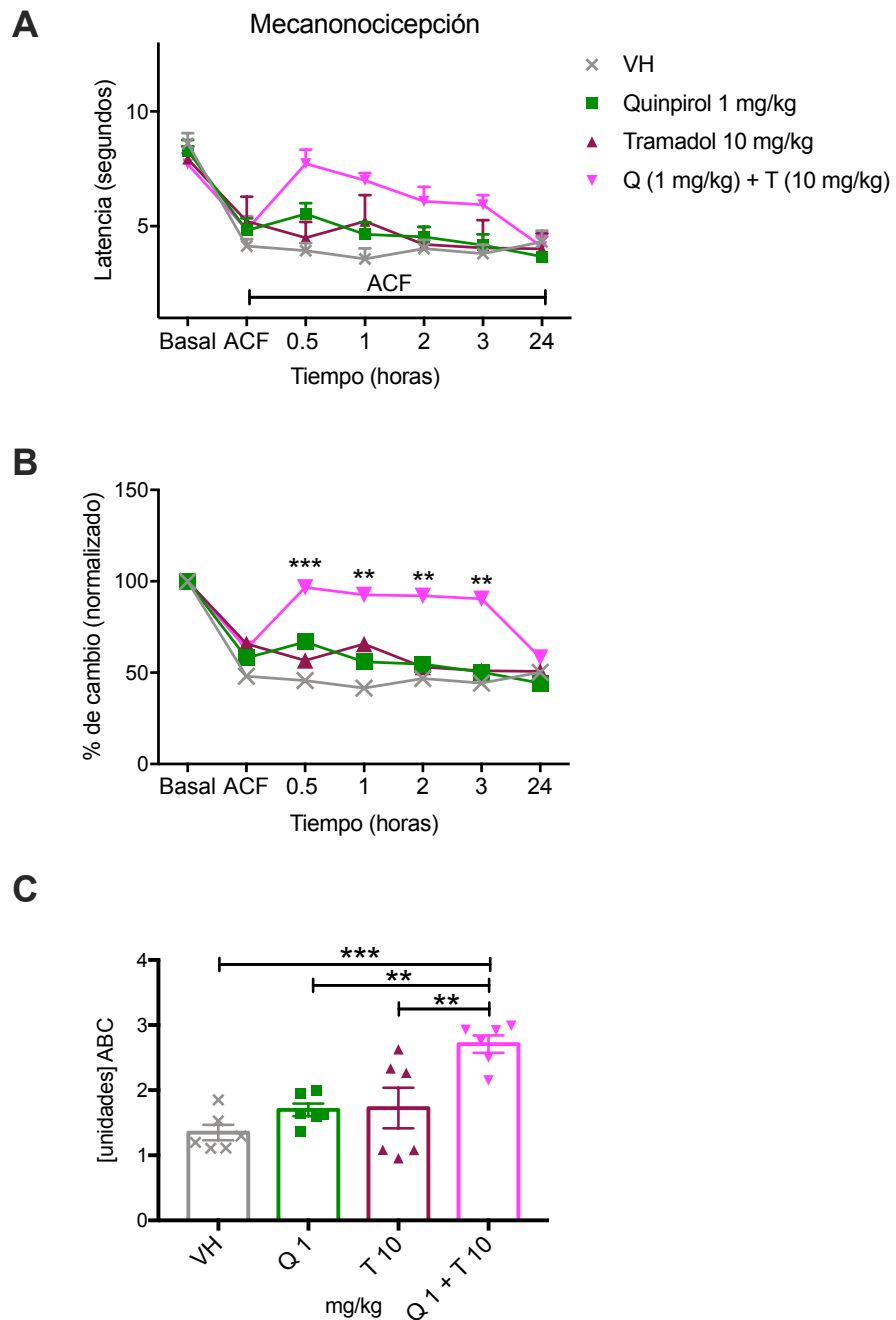 A
Mecanonocicepción
VH
Quinpirol 1 mg/kg
Tramadol 10 mg/kg
Q (1 mg/kg) + T (10 mg/kg)
Latencia (segundos)
10
5
ACF
Basal ACF 0.5 1 2 3 24
Tiempo (horas)
B
% de cambio (normalizado)
150
100
50
0
*** ** ** **
Basal ACF 0.5 1 2 3 24
Tiempo (horas)
C
[unidades] ABC
4
3
2
1
0
***
**
**
VH Q 1 T 10 Q 1 + T 10
mg/kg